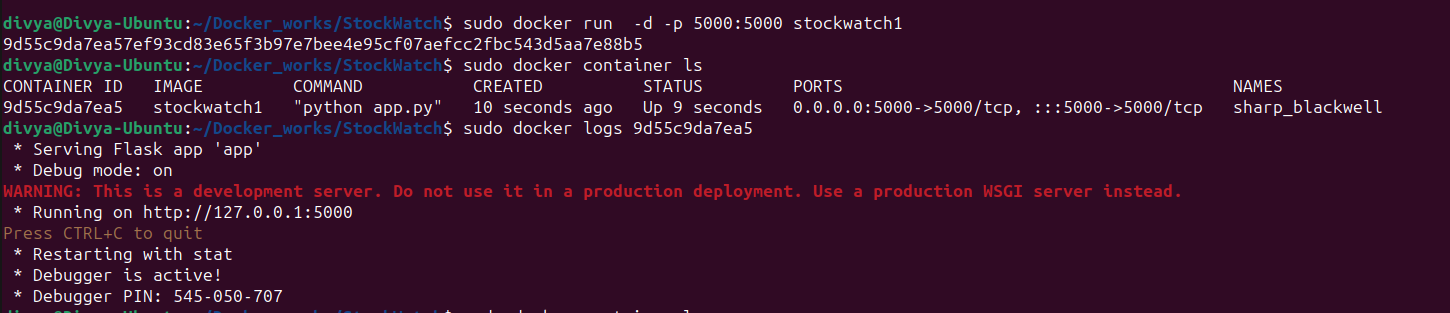 divya@Divya-Ubuntu:~/Docker_works/StockWatch$ sudo docker run  -d -p 5000:5000 stockwatch1
9d55c9da7ea57ef93cd83e65f3b97e7bee4e95cf07aefcc2fbc543d5aa7e88b5
divya@Divya-Ubuntu:~/Docker_works/StockWatch$ sudo docker container ls
CONTAINER ID   IMAGE         COMMAND           CREATED          STATUS         PORTS                                       NAMES
9d55c9da7ea5   stockwatch1   "python app.py"   10 seconds ago   Up 9 seconds   0.0.0.0:5000->5000/tcp, :::5000->5000/tcp   sharp_blackwell
divya@Divya-Ubuntu:~/Docker_works/StockWatch$ sudo docker logs 9d55c9da7ea5
 * Serving Flask app 'app'
 * Debug mode: on
WARNING: This is a development server. Do not use it in a production deployment. Use a production WSGI server instead.
 * Running on http://127.0.0.1:5000
Press CTRL+C to quit
 * Restarting with stat
 * Debugger is active!
 * Debugger PIN: 545-050-707